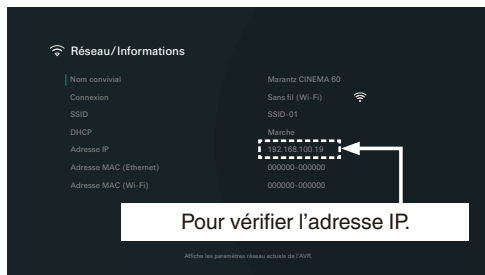 Réseau/Informations
Nom convivial Marantz CINEMA 60
Connexion Sans fil (Wi-Fi)
SSID SSID-01
DHCP Marche
Adresse IP 192.168.100.19
Adresse MAC (Ethernet) 000000-000000
Adresse MAC (Wi-Fi) 000000-000000
Pour vérifier l'adresse IP.
Affiche les paramètres réseau actuels de l'AVR